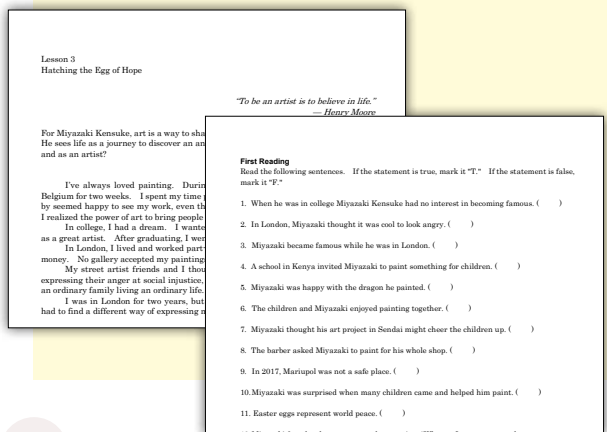 Lesson 3
Hatching the Egg of Hope
"To be an artist is to believe in life."
— Henry Moore
For Miyazaki Kensuke, art is a way to sha
He sees life as a journey to discover an an
and as an artist?
I've always loved painting. Durin
Belgium for two weeks. I spent my time p
by seemed happy to see my work, even th
I realized the power of art to bring people
In college, I had a dream. I wante
as a great artist. After graduating, I wen
In London, I lived and worked part-
money. No gallery accepted my painting
My street artist friends and I thou
expressing their anger at social injustice,
an ordinary family living an ordinary life.
I was in London for two years, but
had to find a different way of expressing m
First Reading
Read the following sentences. If the statement is true, mark it "T." If the statement is false,
mark it "F."
1. When he was in college Miyazaki Kensuke had no interest in becoming famous. ( )
2. In London, Miyazaki thought it was cool to look angry. ( )
3. Miyazaki became famous while he was in London. ( )
4. A school in Kenya invited Miyazaki to paint something for children. ( )
5. Miyazaki was happy with the dragon he painted. ( )
6. The children and Miyazaki enjoyed painting together. ( )
7. Miyazaki thought his art project in Sendai might cheer the children up. ( )
8. The barber asked Miyazaki to paint for his whole shop. ( )
9. In 2017, Mariupol was not a safe place. ( )
10. Miyazaki was surprised when many children came and helped him paint. ( )
11. Easter eggs represent world peace. ( )